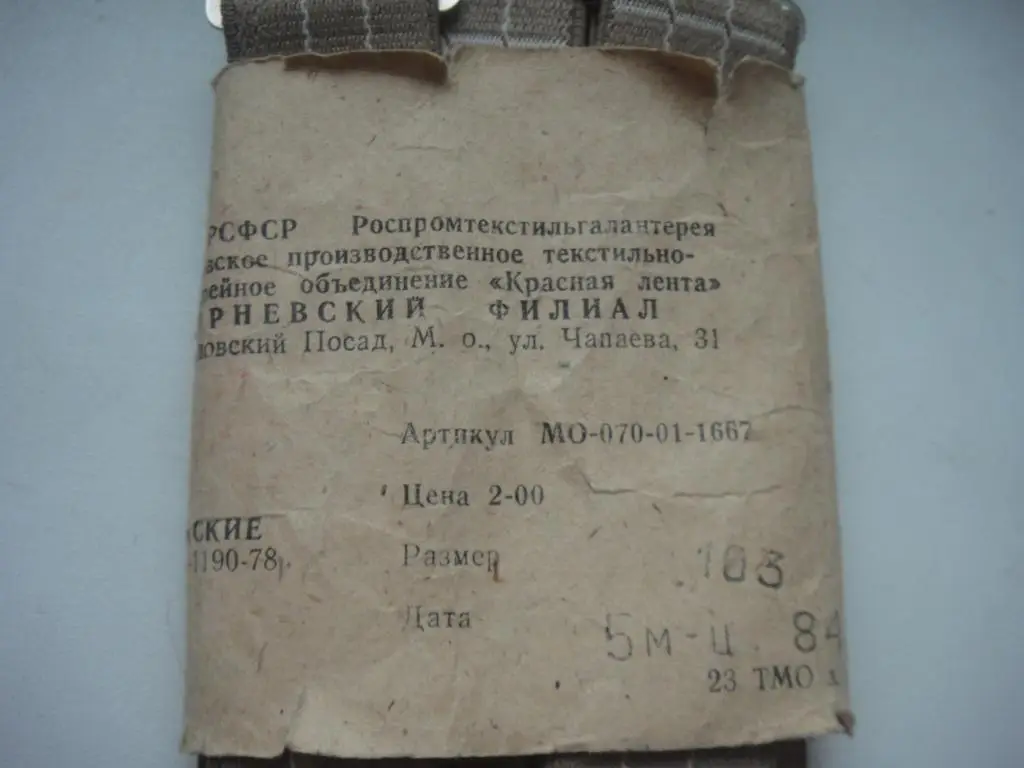 РСФСР Роспромтекстильгалантерея
вское производственное текстильно-
рейное объединение «Красная лента»
РНЕВСКИЙ ФИЛИАЛ
ловский Посад, М. о., ул. Чапаева, 31
Артикул МО-070-01-1667
Цена 2-00
СКИЕ
-1190-78
Размер 103
Дата 5 м-ц. 84
23 ТМО